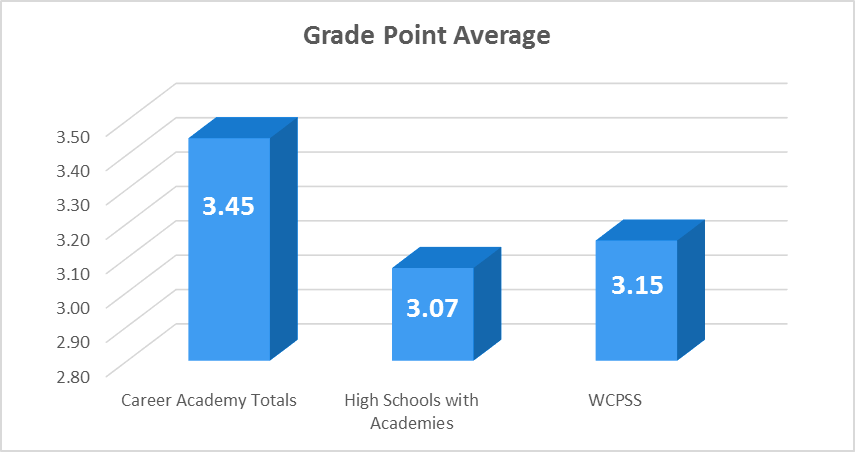 Grade Point Average
3.50
3.40
3.30
3.20
3.10
3.00
2.90
2.80
3.45
3.07
3.15
Career Academy Totals
High Schools with
Academies
WCPSS